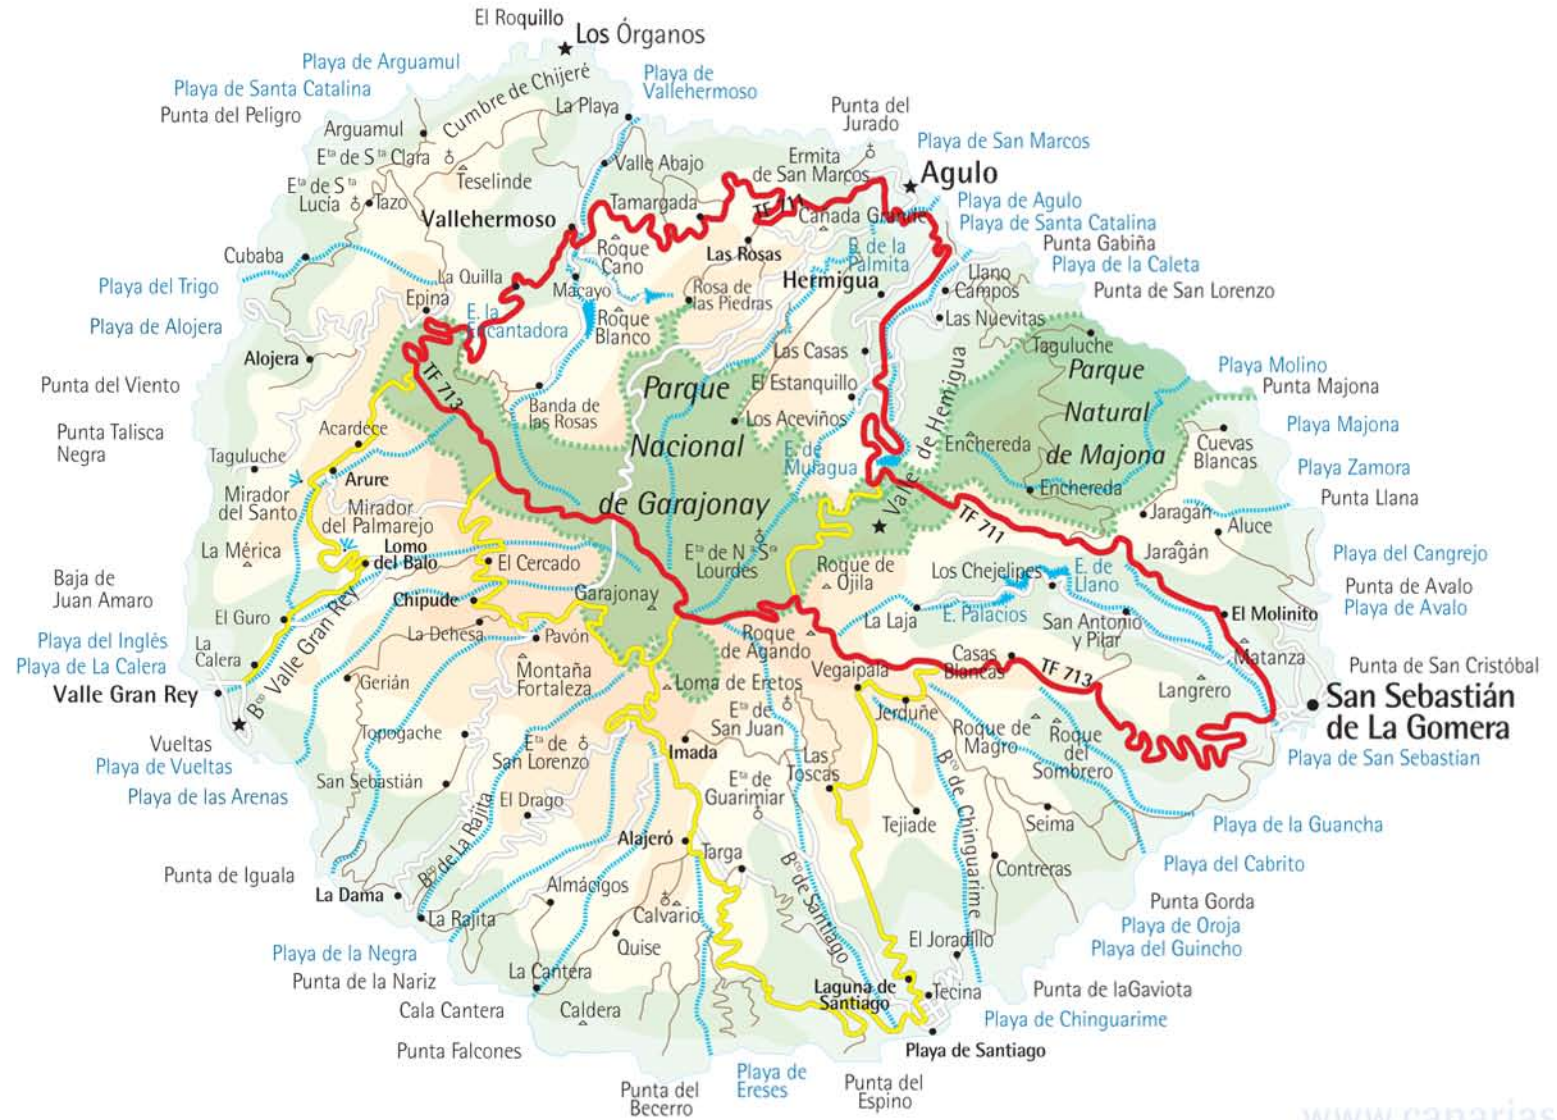 El Roquillo
Los Órganos
Playa de Arguamul
Playa de Santa Catalina
Punta del Peligro
Cumbre de Chijeré
La Playa
Playa de
Vallehermoso
Punta del
Jurado
Playa de San Marcos
Arguamul
Eᵗᵃ de Sᵗᵃ Clara
Teselinde
Valle Abajo
Ermita
de San Marcos
Agulo
Eᵗᵃ de Sᵗᵃ
Lucía
Tazo
Vallehermoso
Tamargada
TF 711
Cañada Grande
Playa de Agulo
Playa de Santa Catalina
Punta Gabiña
Playa de la Caleta
Punta de San Lorenzo
Cubaba
Roque
Cano
Las Rosas
B. de la
Palmita
Hermigua
Llano
Campos
Las Nuevitas
Playa del Trigo
La Quilla
Epina
Macayo
Rosa de
las Piedras
Playa de Alojera
E. la
Encantadora
Roque
Blanco
Taguluche
Alojera
Las Casas
Parque
Natural
de Majona
Playa Molino
Punta Majona
Punta del Viento
TF 713
Parque
Nacional
de Garajonay
El Estanquillo
Los Aceviños
Valle de Hemigua
Banda de
las Rosas
Acardece
Punta Talisca
Negra
Taguluche
Enchereda
Cuevas
Blancas
Playa Majona
E. de
Mulagua
Enchereda
Playa Zamora
Punta Llana
Arure
Mirador
del Santo
Mirador
del Palmarejo
Jaragán
Aluce
TF 711
La Mérica
Lomo
del Balo
El Cercado
Eᵗᵃ de Nᵃ Sʳᵃ
Lourdes
Roque de
Ojila
Jaragán
Playa del Cangrejo
Los Chejelipes
E. de
Llano
Punta de Avalo
Playa de Avalo
Baja de
Juan Amaro
Garajonay
Chipude
La Laja
E. Palacios
San Antonio
y Pilar
El Molinito
El Guro
La Dehesa
Pavón
Roque
de Agando
Matanza
Playa del Inglés
Playa de La Calera
La
Calera
Bᶜᵒ Valle Gran Rey
Montaña
Fortaleza
Vegaipala
Casas
Blancas
TF 713
Langrero
Punta de San Cristóbal
Valle Gran Rey
Gerián
Loma de Eretos
San Sebastián
de La Gomera
Eᵗᵃ de
San Juan
Jerduñe
Roque de
Magro
Roque
del
Sombrero
Vueltas
Playa de Vueltas
Topogache
Eᵗᵃ de
San Lorenzo
Imada
Las
Toscas
Playa de San Sebastian
San Sebastián
Eᵗᵃ de
Guarimiar
Playa de las Arenas
El Drago
Tejiade
Seima
Playa de la Guancha
Bᶜᵒ de La Rajita
Alajeró
Targa
Bᶜᵒ de Santiago
Bᶜᵒ de Chinguarime
Contreras
Playa del Cabrito
Punta de Iguala
La Dama
Almácigos
Calvario
Punta Gorda
Playa de Oroja
Playa del Guincho
La Rajita
Quise
El Joradillo
Playa de la Negra
Punta de la Nariz
La Cantera
Laguna de
Santiago
Tecina
Punta de laGaviota
Cala Cantera
Caldera
Playa de Chinguarime
Punta Falcones
Playa de Santiago
Playa de
Ereses
Punta del
Becerro
Punta del
Espino
www.canarias